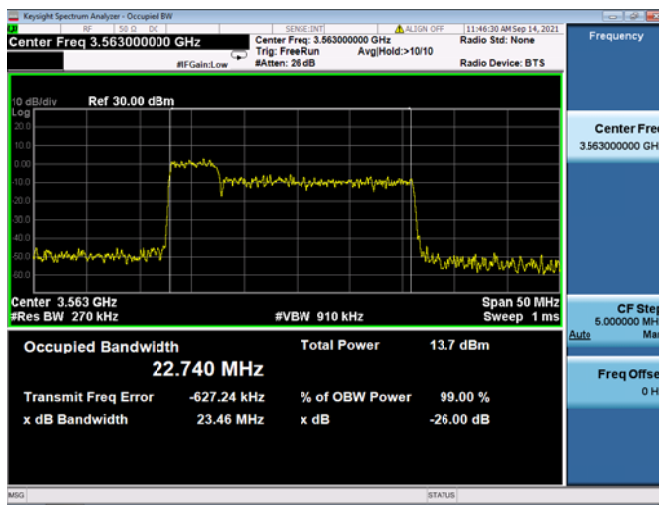 Keysight Spectrum Analyzer - Occupied BW
RF 50 Ω DC SENSE:INT ALIGN OFF 11:46:30 AM Sep 14, 2021
Center Freq 3.563000000 GHz
Center Freq: 3.563000000 GHz Radio Std: None
Trig: FreeRun Avg|Hold:>10/10
#IFGain:Low #Atten: 26 dB Radio Device: BTS
10 dB/div Ref 30.00 dBm
Log
20.0
10.0
0.00
10.0
20.0
30.0
40.0
50.0
60.0
Center 3.563 GHz Span 50 MHz
#Res BW 270 kHz #VBW 910 kHz Sweep 1 ms
Occupied Bandwidth Total Power 13.7 dBm
22.740 MHz
Transmit Freq Error -627.24 kHz % of OBW Power 99.00 %
x dB Bandwidth 23.46 MHz x dB -26.00 dB
MSG STATUS
Frequency
Center Fre
3.563000000 GH
CF Ste
5.000000 MH
Auto Ma
Freq Offse
0 H